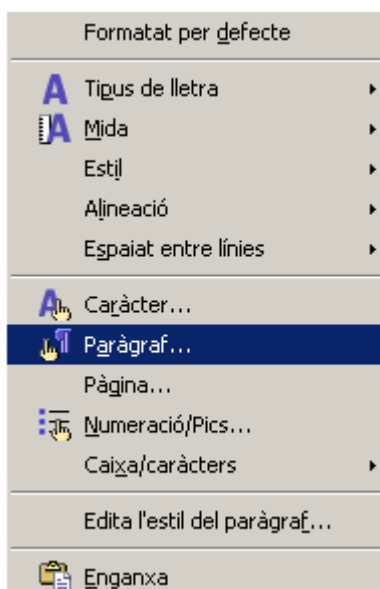 Formatat per defecte
Tipus de lletra
Mida
Estil
Alineació
Espaiat entre línies
Caràcter...
Paràgraf...
Pàgina...
Numeració/Pics...
Caixa/caràcters
Edita l'estil del paràgraf...
Enganxa